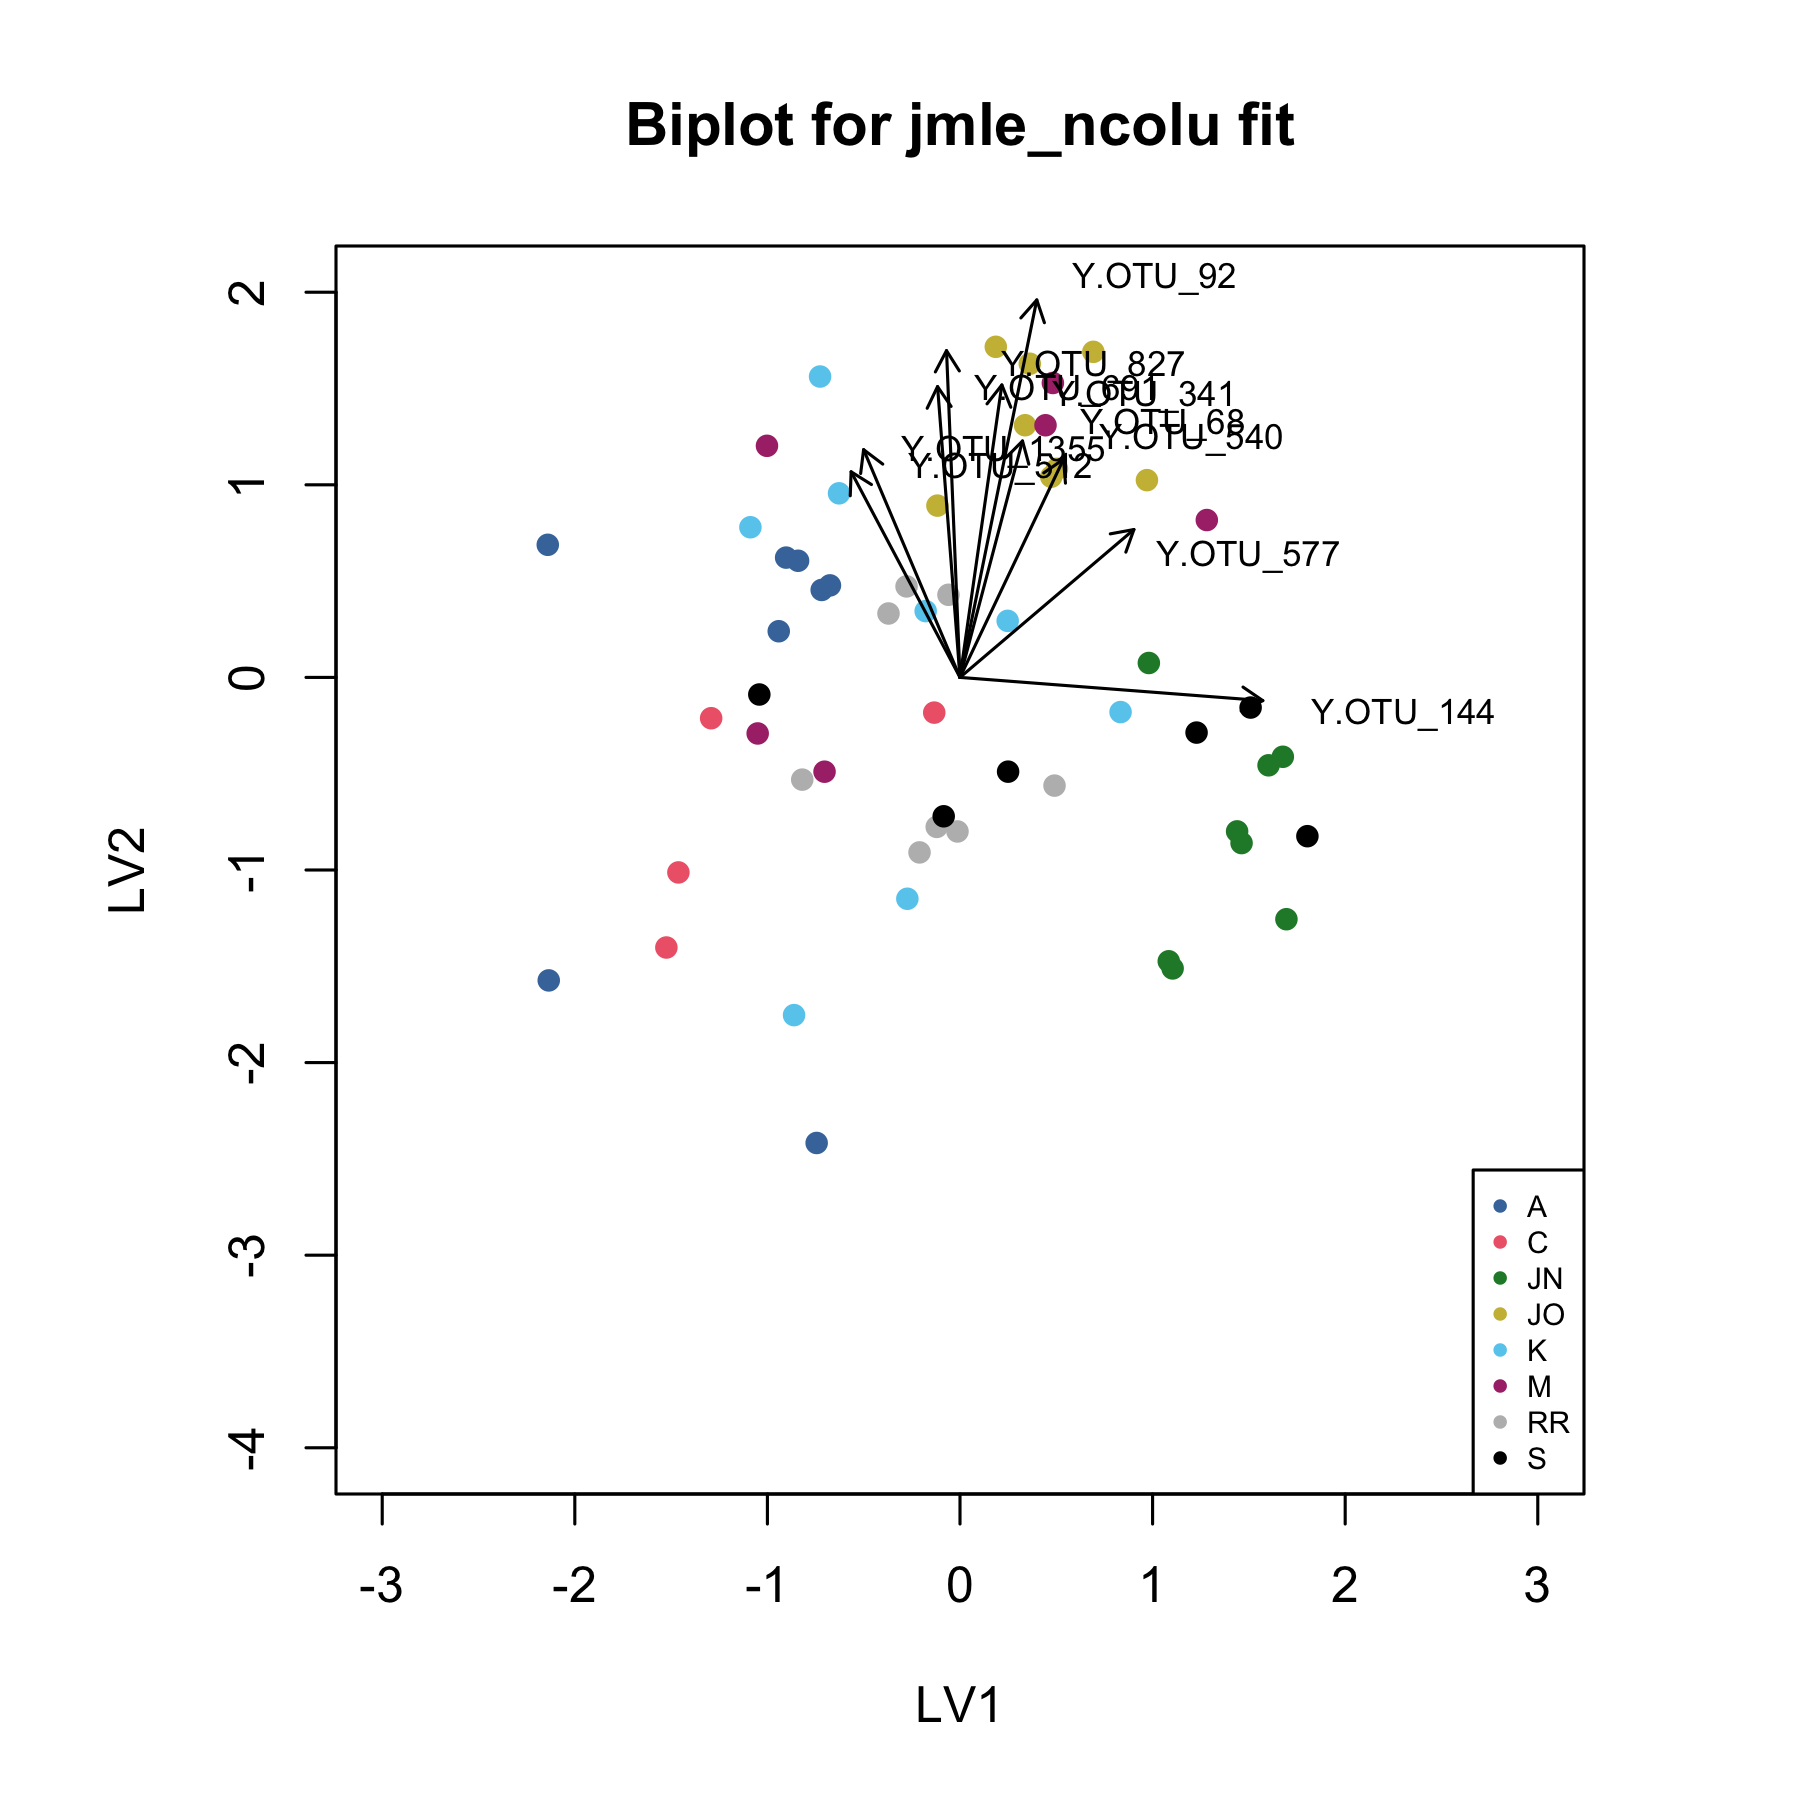 Biplot for jmle_ncolu fit
Y.OTU_92
Y.OTU_827
Y.OTU_691
Y.OTU_341
Y.OTU_68
Y.OTU_540
Y.OTU_1355
Y.OTU_512
Y.OTU_577
Y.OTU_144
2
1
0
-1
-2
-3
-4
LV2
A
C
JN
JO
K
M
RR
S
-3 -2 -1 0 1 2 3
LV1